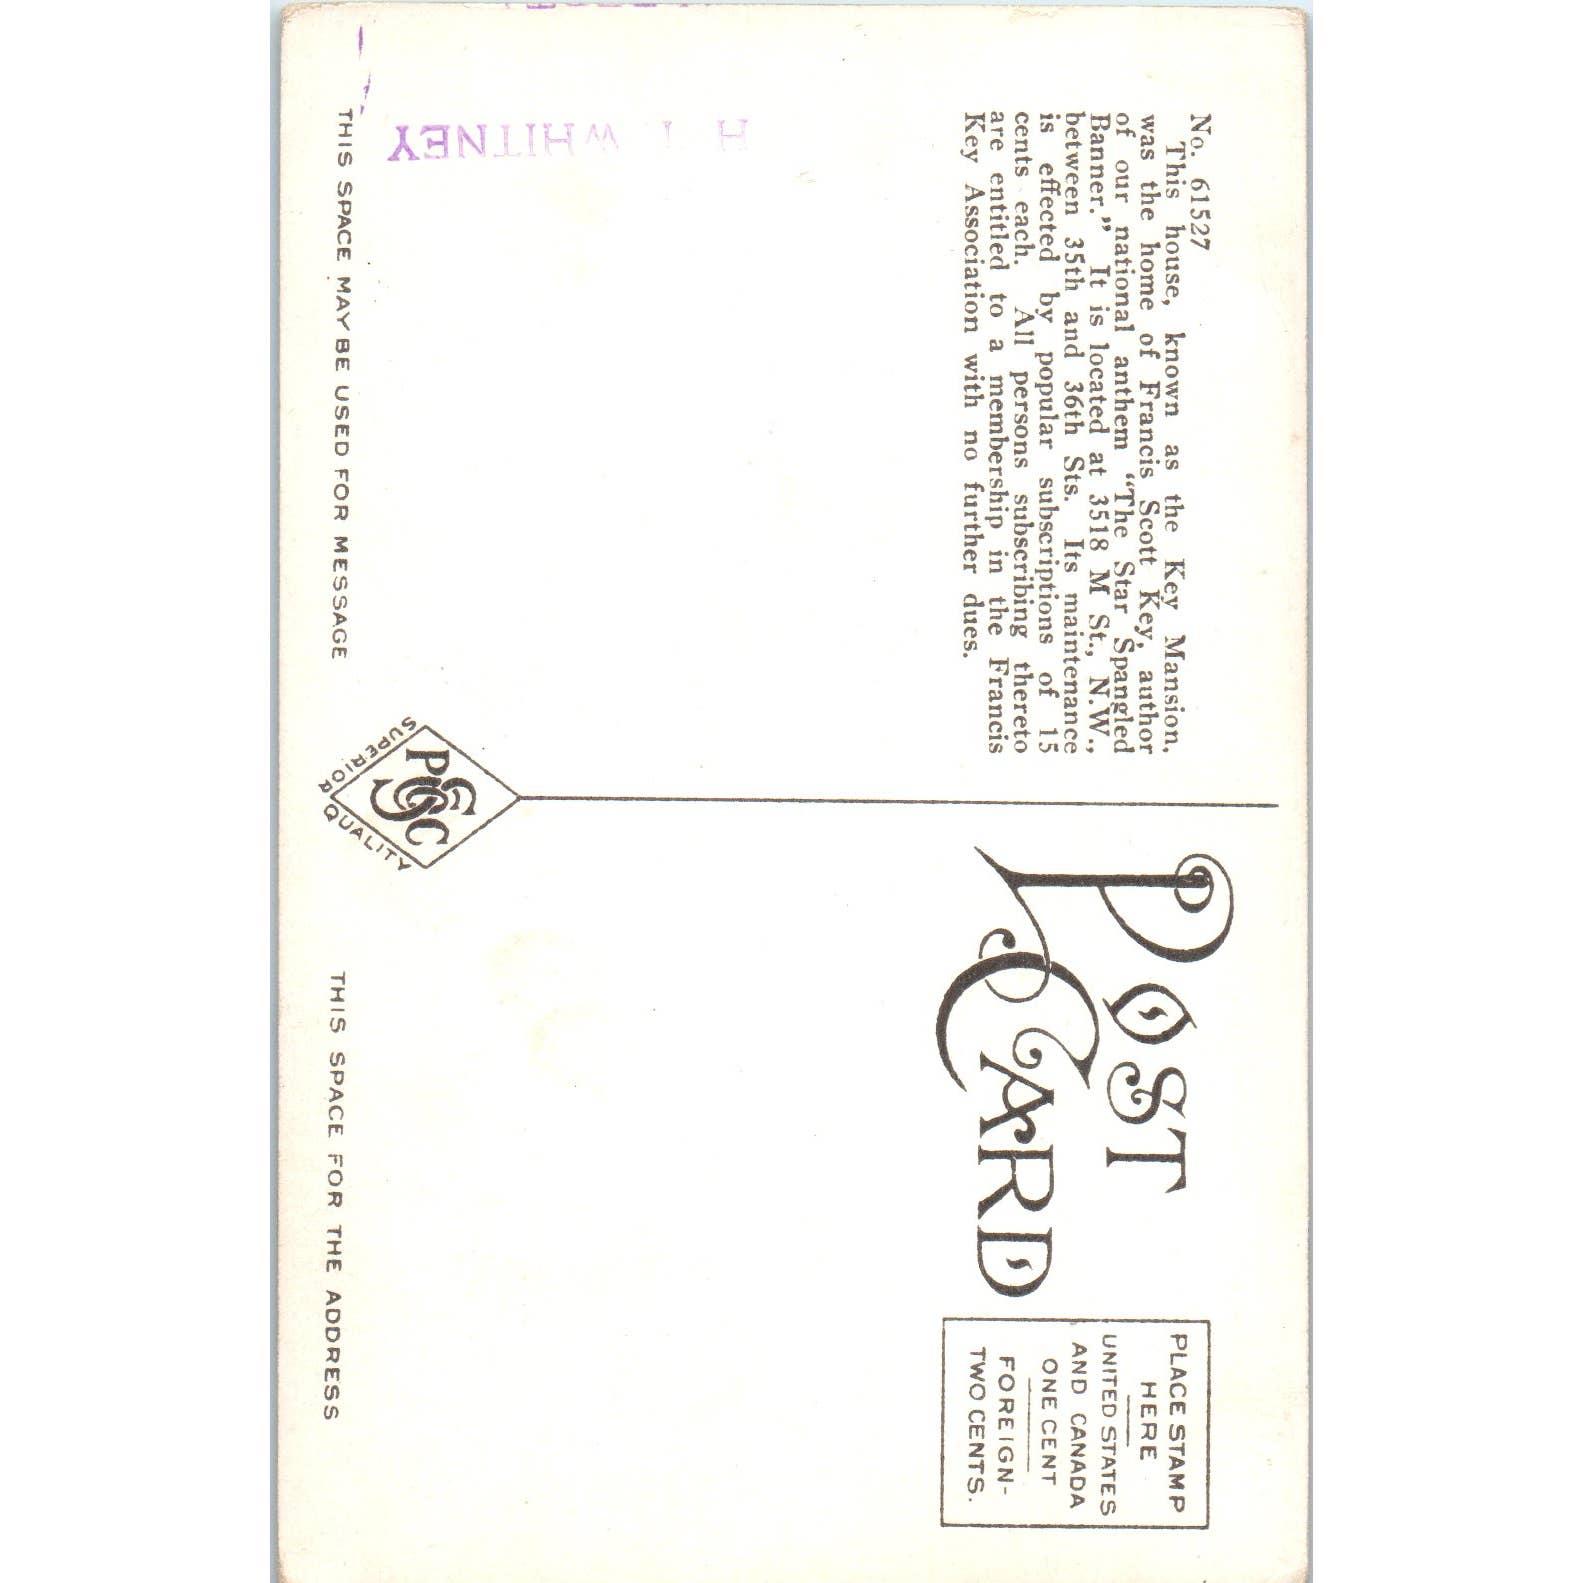 No. 61527
This house, known as the Key Mansion,
was the home of Francis Scott Key, author
of our national anthem “The Star Spangled
Banner.” It is located at 3518 M St., N.W.,
between 35th and 36th Sts. Its maintenance
is effected by popular subscriptions of 15
cents each. All persons subscribing thereto
are entitled to a membership in the Francis
Key Association with no further dues.
WHITNEY
THIS SPACE MAY BE USED FOR MESSAGE
SUPERIOR QUALITY
POST
CARD
PLACE STAMP
HERE
UNITED STATES
AND CANADA
ONE CENT
FOREIGN-
TWO CENTS.
THIS SPACE FOR THE ADDRESS